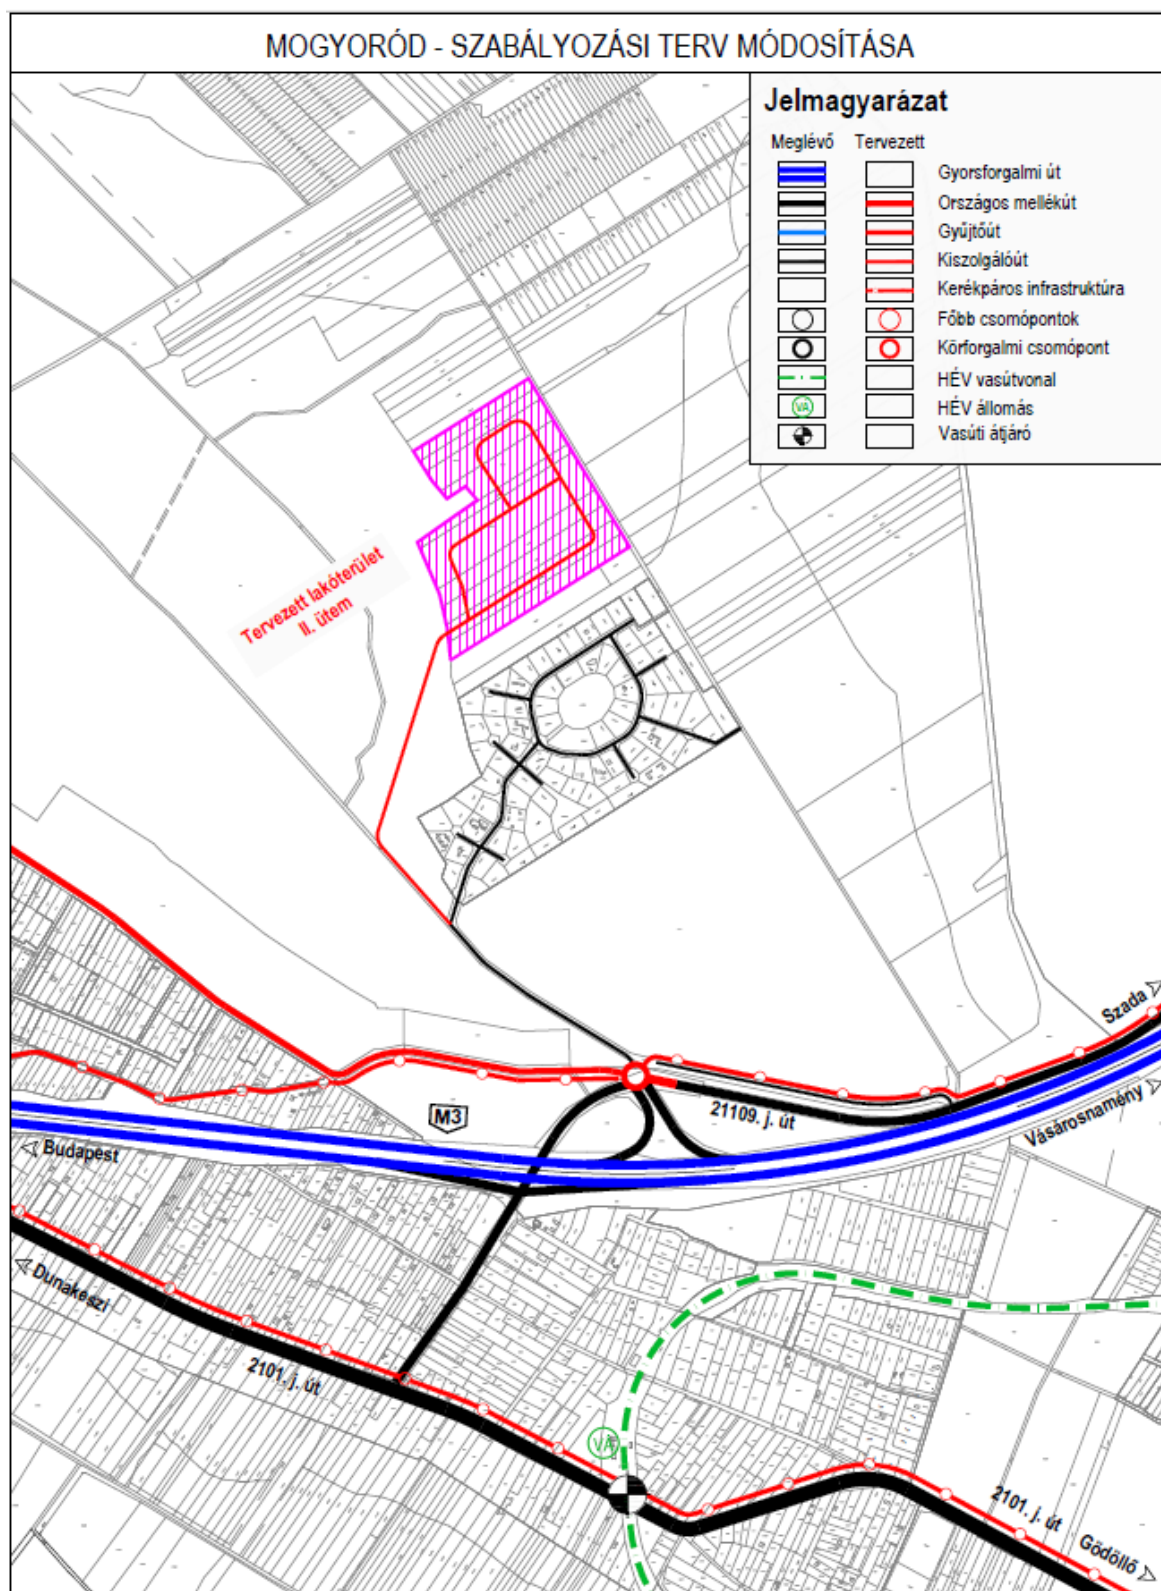 MOGYORÓD - SZABÁLYOZÁSI TERV MÓDOSÍTÁSA
Jelmagyarázat
Meglévő Tervezett
Gyorsforgalmi út
Országos mellékút
Gyűjtőút
Kiszolgálóút
Kerékpáros infrastruktúra
Főbb csomópontok
Körforgalmi csomópont
HÉV vasútvonal
VA HÉV állomás
Vasúti átjáró
Tervezett lakóterület
II. ütem
Szada
M3
21109. j. út
Vásárosnamény
Budapest
Dunakeszi
2101. j. út
VA
2101. j. út
Gödöllő